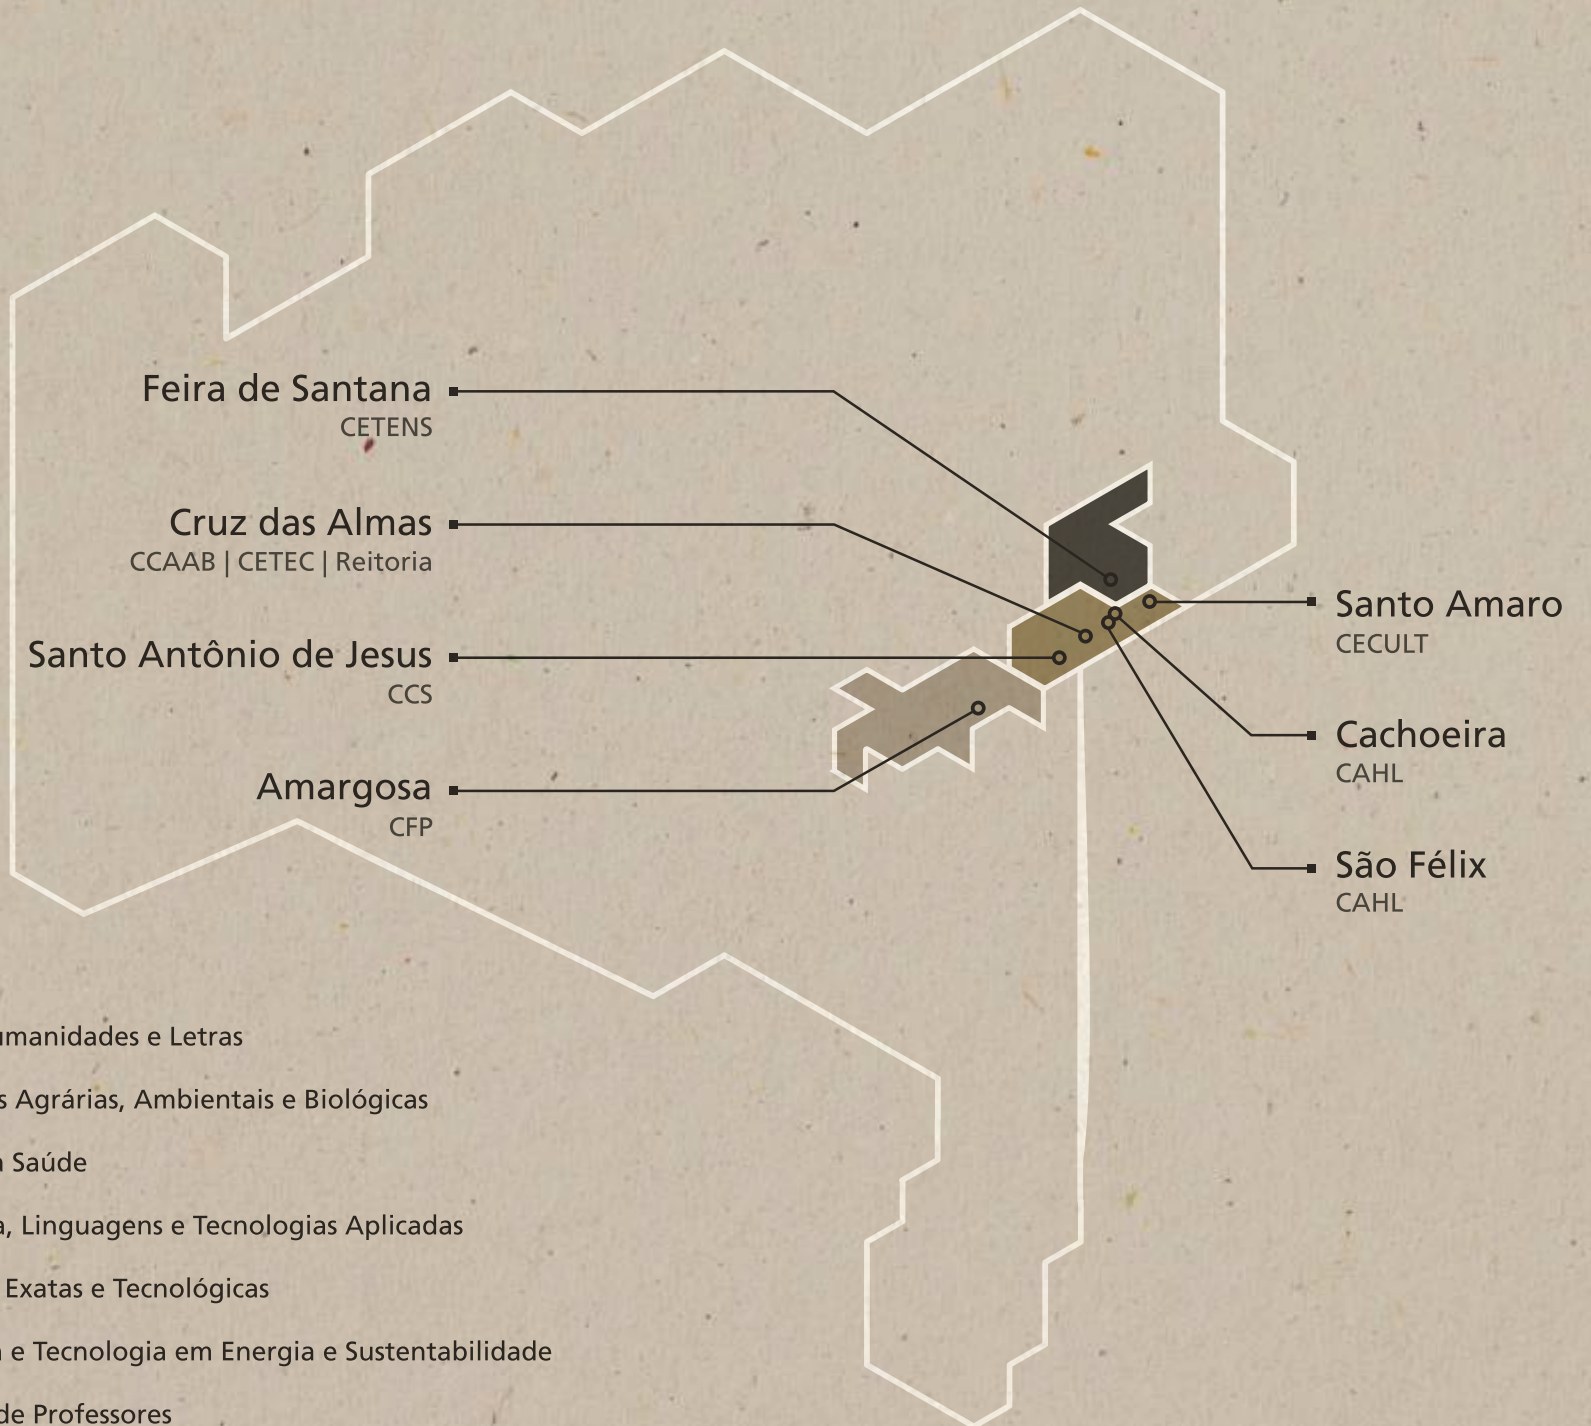 Feira de Santana
CETENS
Cruz das Almas
CCAAB | CETEC | Reitoria
Santo Antônio de Jesus
CCS
Amargosa
CFP
Santo Amaro
CECULT
Cachoeira
CAHL
São Félix
CAHL
umanidades e Letras
s Agrárias, Ambientais e Biológicas
a Saúde
a, Linguagens e Tecnologias Aplicadas
Exatas e Tecnológicas
a e Tecnologia em Energia e Sustentabilidade
de Professores